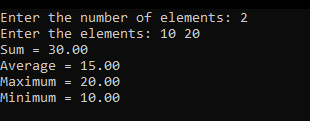 Enter the number of elements: 2
Enter the elements: 10 20
Sum = 30.00
Average = 15.00
Maximum = 20.00
Minimum = 10.00